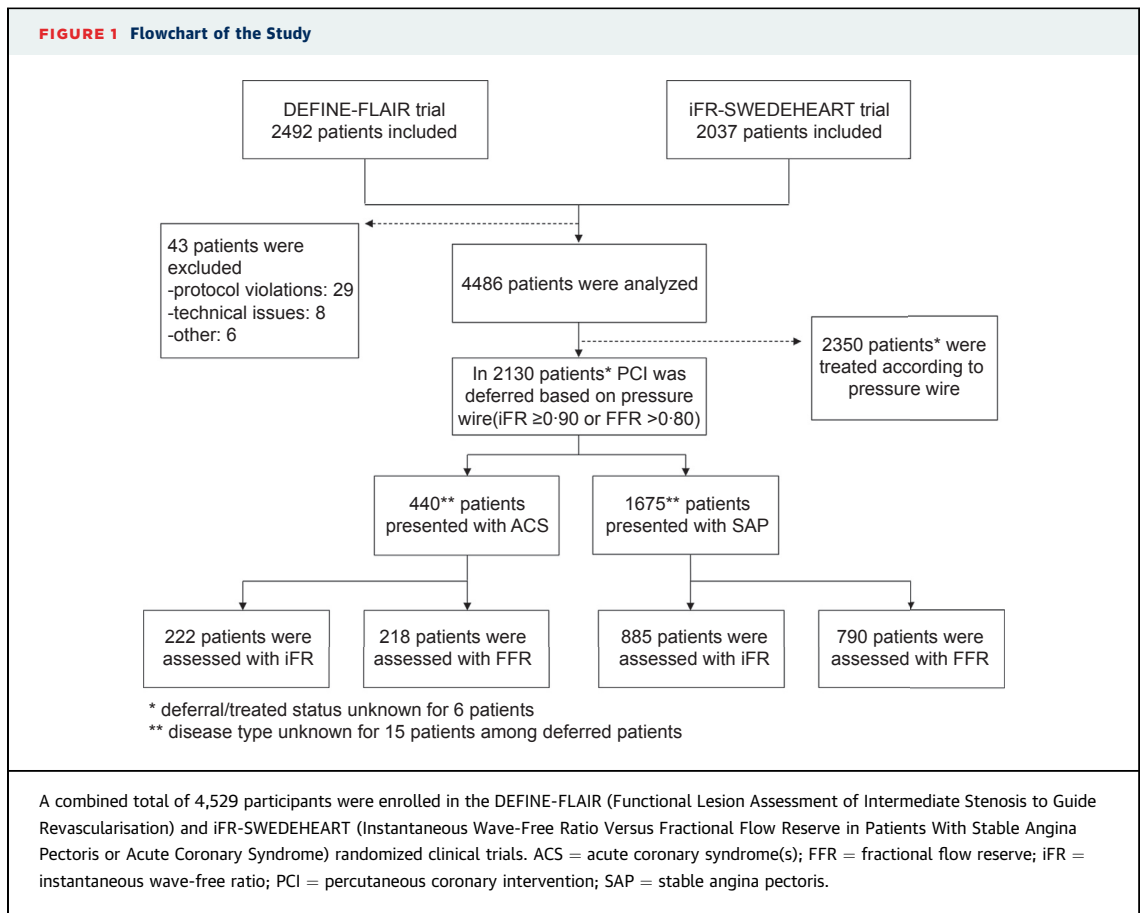 FIGURE 1 Flowchart of the Study
DEFINE-FLAIR trial
2492 patients included
iFR-SWEDEHEART trial
2037 patients included
43 patients were
excluded
-protocol violations: 29
-technical issues: 8
-other: 6
4486 patients were analyzed
2350 patients* were
treated according to
pressure wire
In 2130 patients* PCI was
deferred based on pressure
wire(iFR ≥0·90 or FFR >0·80)
440** patients
presented with ACS
1675** patients
presented with SAP
222 patients were
assessed with iFR
218 patients were
assessed with FFR
885 patients were
assessed with iFR
790 patients were
assessed with FFR
* deferral/treated status unknown for 6 patients
** disease type unknown for 15 patients among deferred patients
A combined total of 4,529 participants were enrolled in the DEFINE-FLAIR (Functional Lesion Assessment of Intermediate Stenosis to Guide
Revascularisation) and iFR-SWEDEHEART (Instantaneous Wave-Free Ratio Versus Fractional Flow Reserve in Patients With Stable Angina
Pectoris or Acute Coronary Syndrome) randomized clinical trials. ACS = acute coronary syndrome(s); FFR = fractional flow reserve; iFR =
instantaneous wave-free ratio; PCI = percutaneous coronary intervention; SAP = stable angina pectoris.